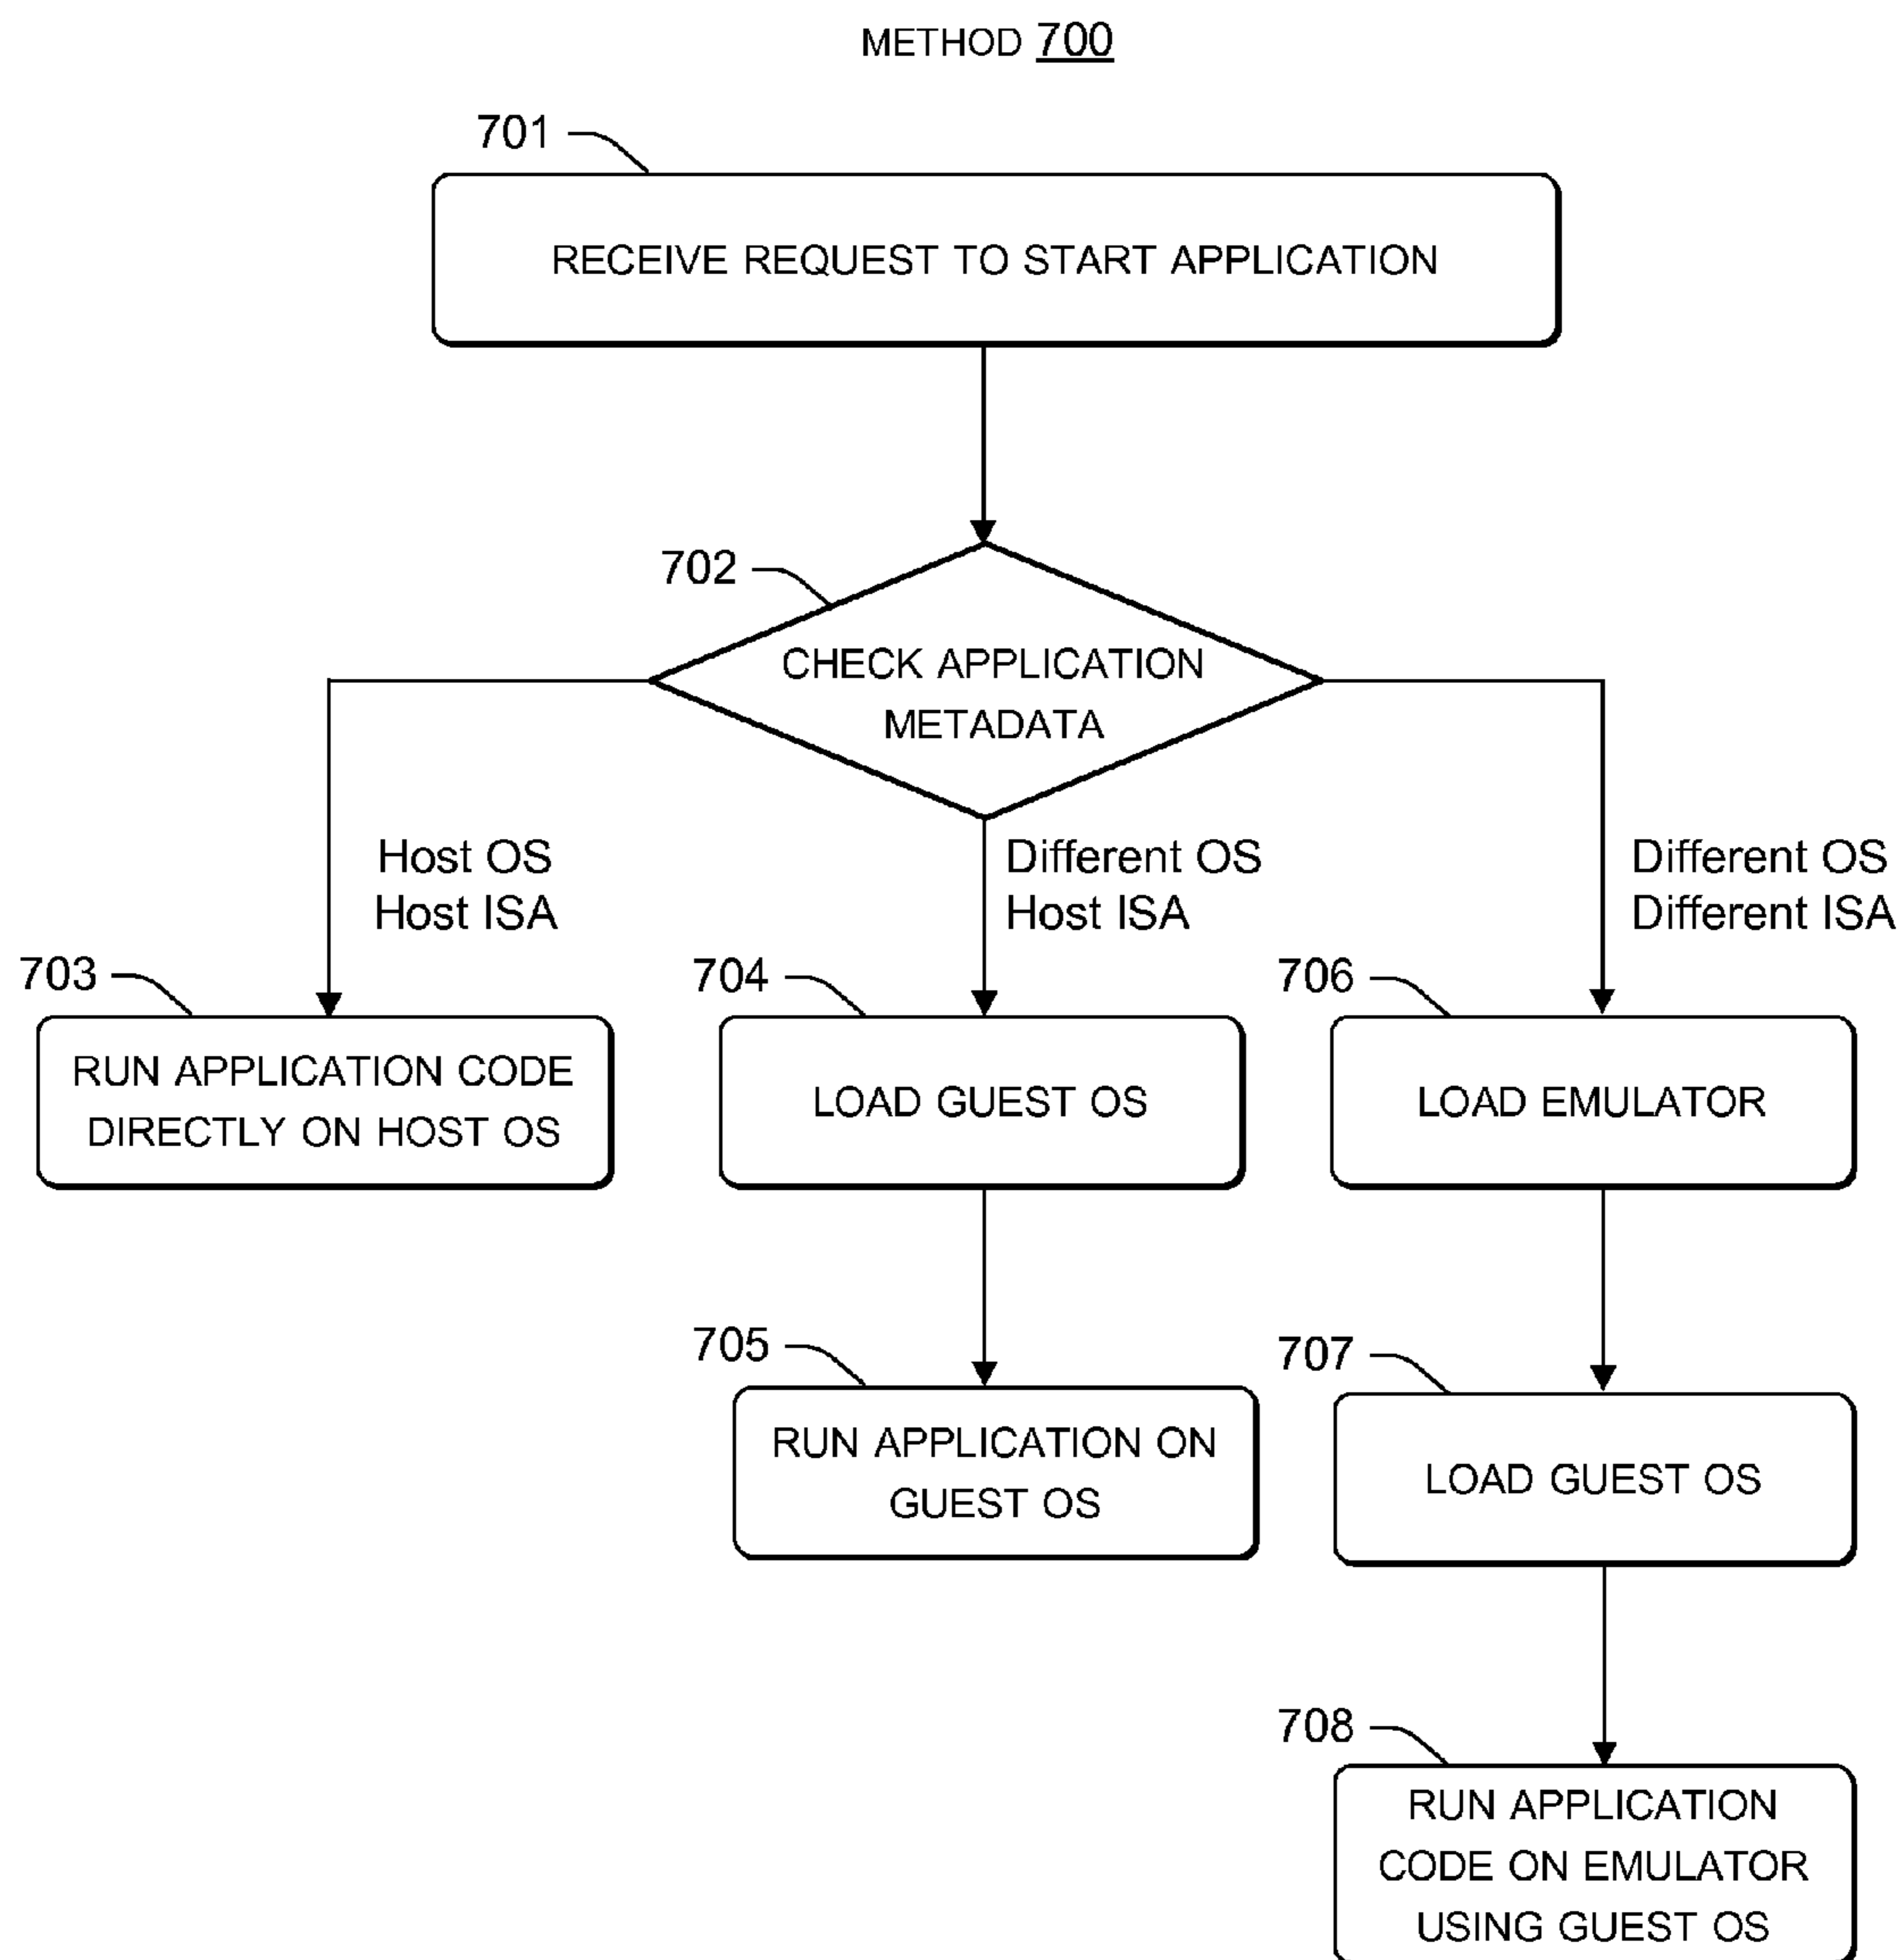 METHOD 700
701
RECEIVE REQUEST TO START APPLICATION
702
CHECK APPLICATION
METADATA
Host OS
Host ISA
Different OS
Host ISA
Different OS
Different ISA
703
RUN APPLICATION CODE
DIRECTLY ON HOST OS
704
LOAD GUEST OS
706
LOAD EMULATOR
705
RUN APPLICATION ON
GUEST OS
707
LOAD GUEST OS
708
RUN APPLICATION
CODE ON EMULATOR
USING GUEST OS